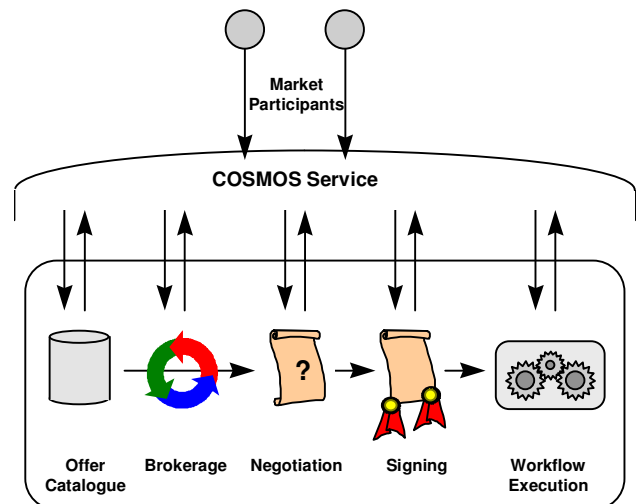 Market
Participants
COSMOS Service
?
Offer
Catalogue
Brokerage
Negotiation
Signing
Workflow
Execution